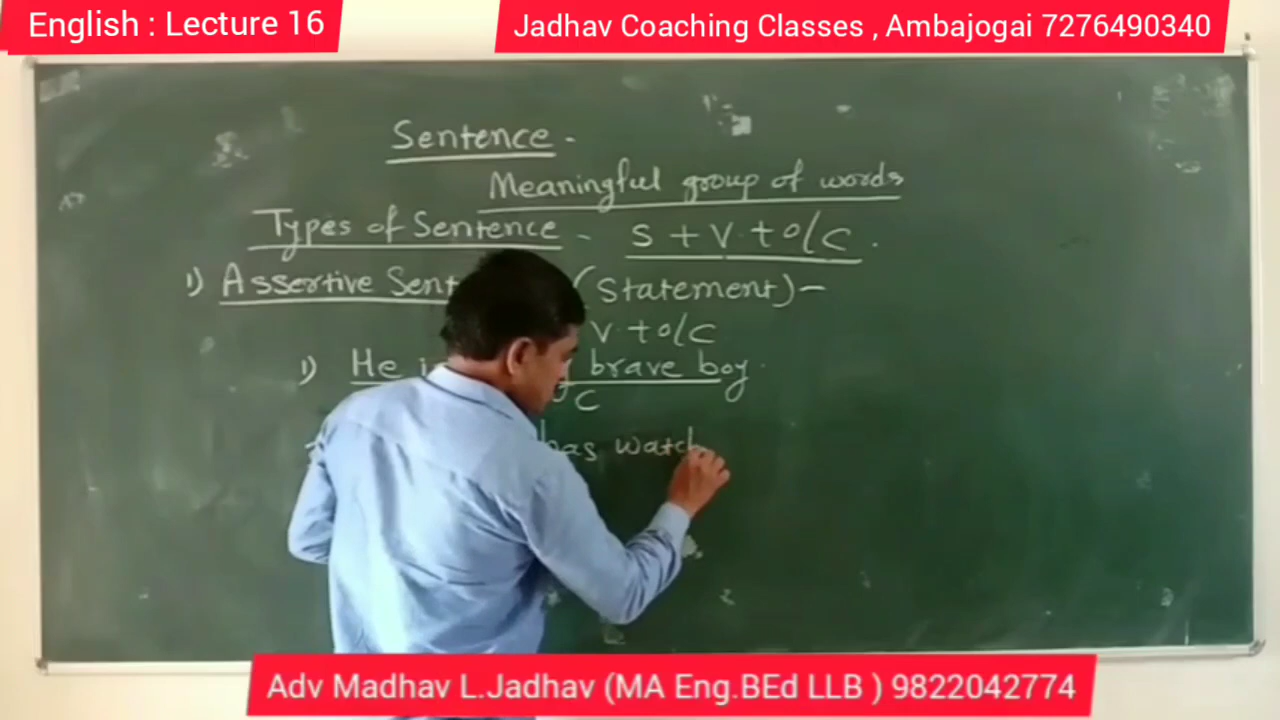 English : Lecture 16
Jadhav Coaching Classes , Ambajogai 7276490340
Sentence -
Meaningful group of words
Types of Sentence - S + V. + O/C .
1) Assertive Sent (Statement) -
V. + O/C
1) He brave boy.
C
has watch
Adv Madhav L.Jadhav (MA Eng.BEd LLB ) 9822042774